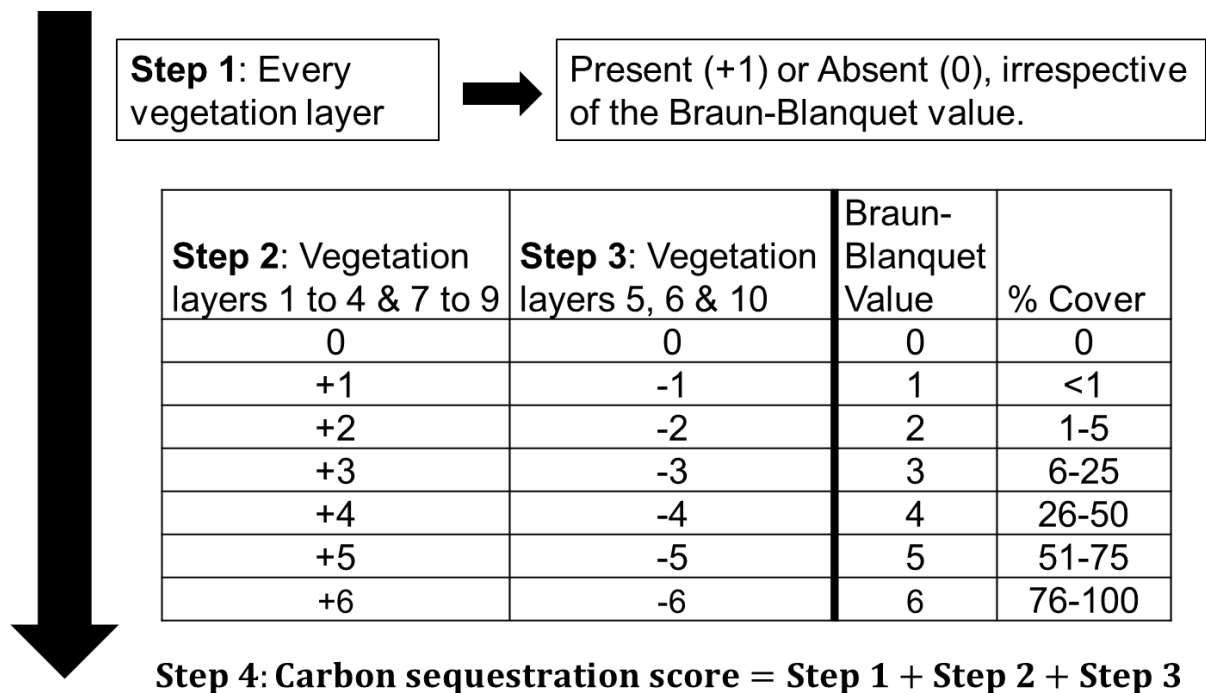 Step 1: Every
vegetation layer
Present (+1) or Absent (0), irrespective
of the Braun-Blanquet value.
Step 2: Vegetation
layers 1 to 4 & 7 to 9
Step 3: Vegetation
layers 5, 6 & 10
Braun-
Blanquet
Value
% Cover
0 0 0 0
+1 -1 1 <1
+2 -2 2 1-5
+3 -3 3 6-25
+4 -4 4 26-50
+5 -5 5 51-75
+6 -6 6 76-100
Step 4: Carbon sequestration score = Step 1 + Step 2 + Step 3